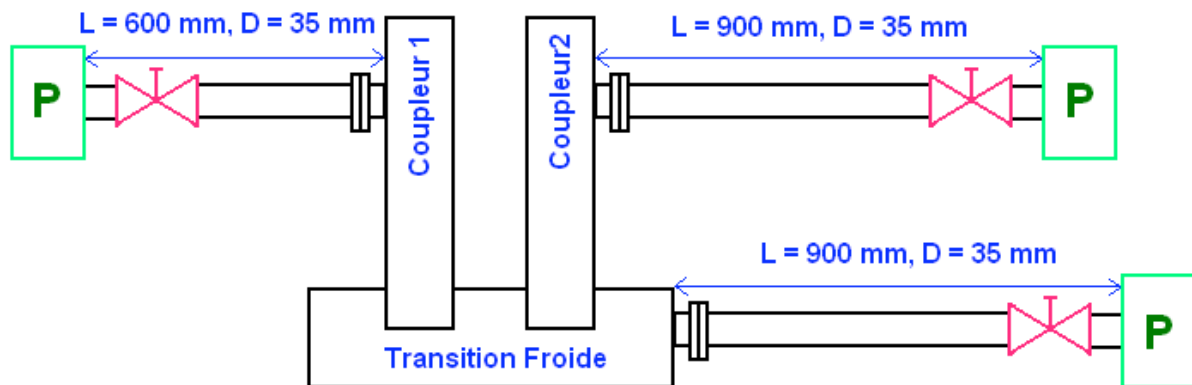 L = 600 mm, D = 35 mm
L = 900 mm, D = 35 mm
P
Coupleur 1
Coupleur2
P
L = 900 mm, D = 35 mm
Transition Froide
P